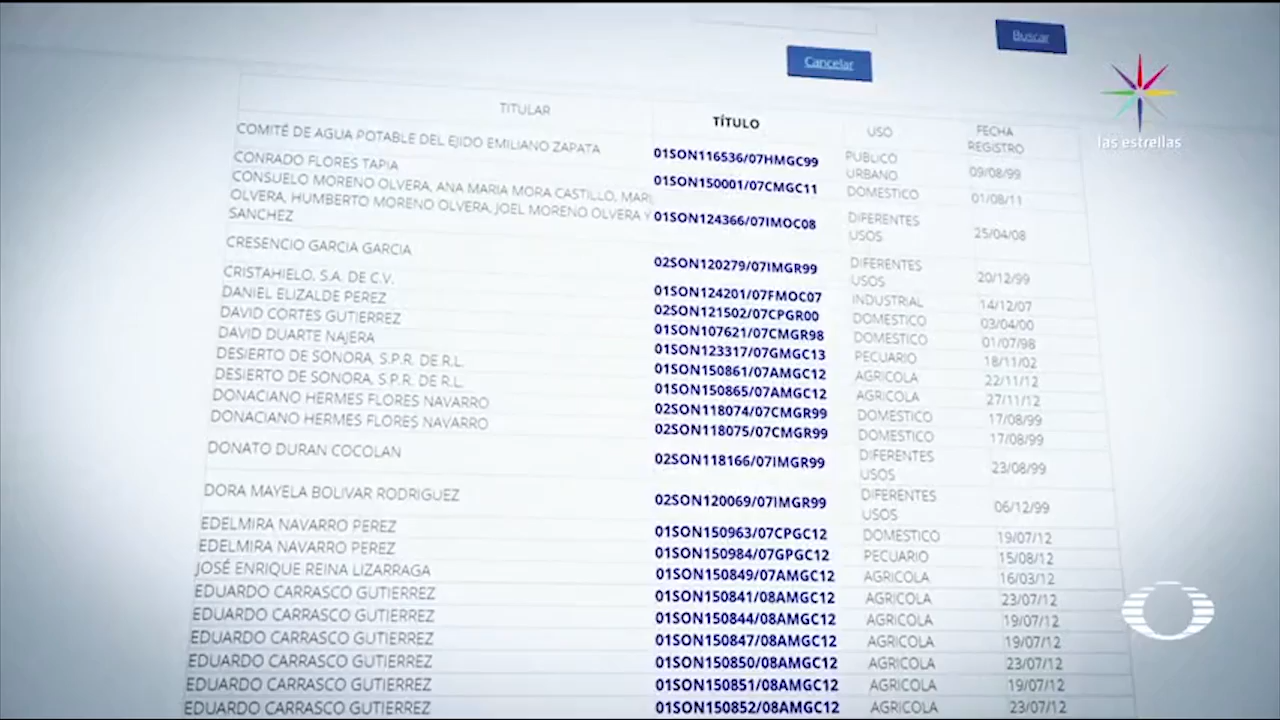 Buscar
Cancelar
las estrellas
TITULAR TÍTULO USO FECHA REGISTRO
COMITÉ DE AGUA POTABLE DEL EJIDO EMILIANO ZAPATA 01SON116536/07HMGC99 PUBLICO URBANO 09/08/99
CONRADO FLORES TAPIA 01SON150001/07CMGC11 DOMESTICO 01/08/11
CONSUELO MORENO OLVERA, ANA MARIA MORA CASTILLO,
OLVERA, HUMBERTO MORENO OLVERA, JOEL MORENO OLVERA Y
SANCHEZ 01SON124366/07IMOC08 DIFERENTES USOS 25/04/08
CRESENCIO GARCIA GARCIA 02SON120279/07IMGR99 DIFERENTES USOS 20/12/99
CRISTAHIELO, S.A. DE C.V. 01SON124201/07FMOC07 INDUSTRIAL 14/12/07
DANIEL ELIZALDE PEREZ 02SON121502/07CPGR00 DOMESTICO 03/04/00
DAVID CORTES GUTIERREZ 01SON107621/07CMGR98 DOMESTICO 01/07/98
DAVID DUARTE NAJERA 01SON123317/07GMGC13 PECUARIO 18/11/02
DESIERTO DE SONORA, S.P.R. DE R.L. 01SON150861/07AMGC12 AGRICOLA 22/11/12
DESIERTO DE SONORA, S.P.R. DE R.L. 01SON150865/07AMGC12 AGRICOLA 27/11/12
DONACIANO HERMES FLORES NAVARRO 02SON118074/07CMGR99 DOMESTICO 17/08/99
DONACIANO HERMES FLORES NAVARRO 02SON118075/07CMGR99 DOMESTICO 17/08/99
DONATO DURAN COCOLAN 02SON118166/07IMGR99 DIFERENTES USOS 23/08/99
DORA MAYELA BOLIVAR RODRIGUEZ 02SON120069/07IMGR99 DIFERENTES USOS 06/12/99
EDELMIRA NAVARRO PEREZ 01SON150963/07CPGC12 DOMESTICO 19/07/12
EDELMIRA NAVARRO PEREZ 01SON150984/07GPGC12 PECUARIO 15/08/12
JOSÉ ENRIQUE REINA LIZARRAGA 01SON150849/07AMGC12 AGRICOLA 16/03/12
EDUARDO CARRASCO GUTIERREZ 01SON150841/08AMGC12 AGRICOLA 23/07/12
EDUARDO CARRASCO GUTIERREZ 01SON150844/08AMGC12 AGRICOLA 19/07/12
EDUARDO CARRASCO GUTIERREZ 01SON150847/08AMGC12 AGRICOLA 19/07/12
EDUARDO CARRASCO GUTIERREZ 01SON150850/08AMGC12 AGRICOLA 23/07/12
EDUARDO CARRASCO GUTIERREZ 01SON150851/08AMGC12 AGRICOLA 19/07/12
EDUARDO CARRASCO GUTIERREZ 01SON150852/08AMGC12 AGRICOLA 23/07/12